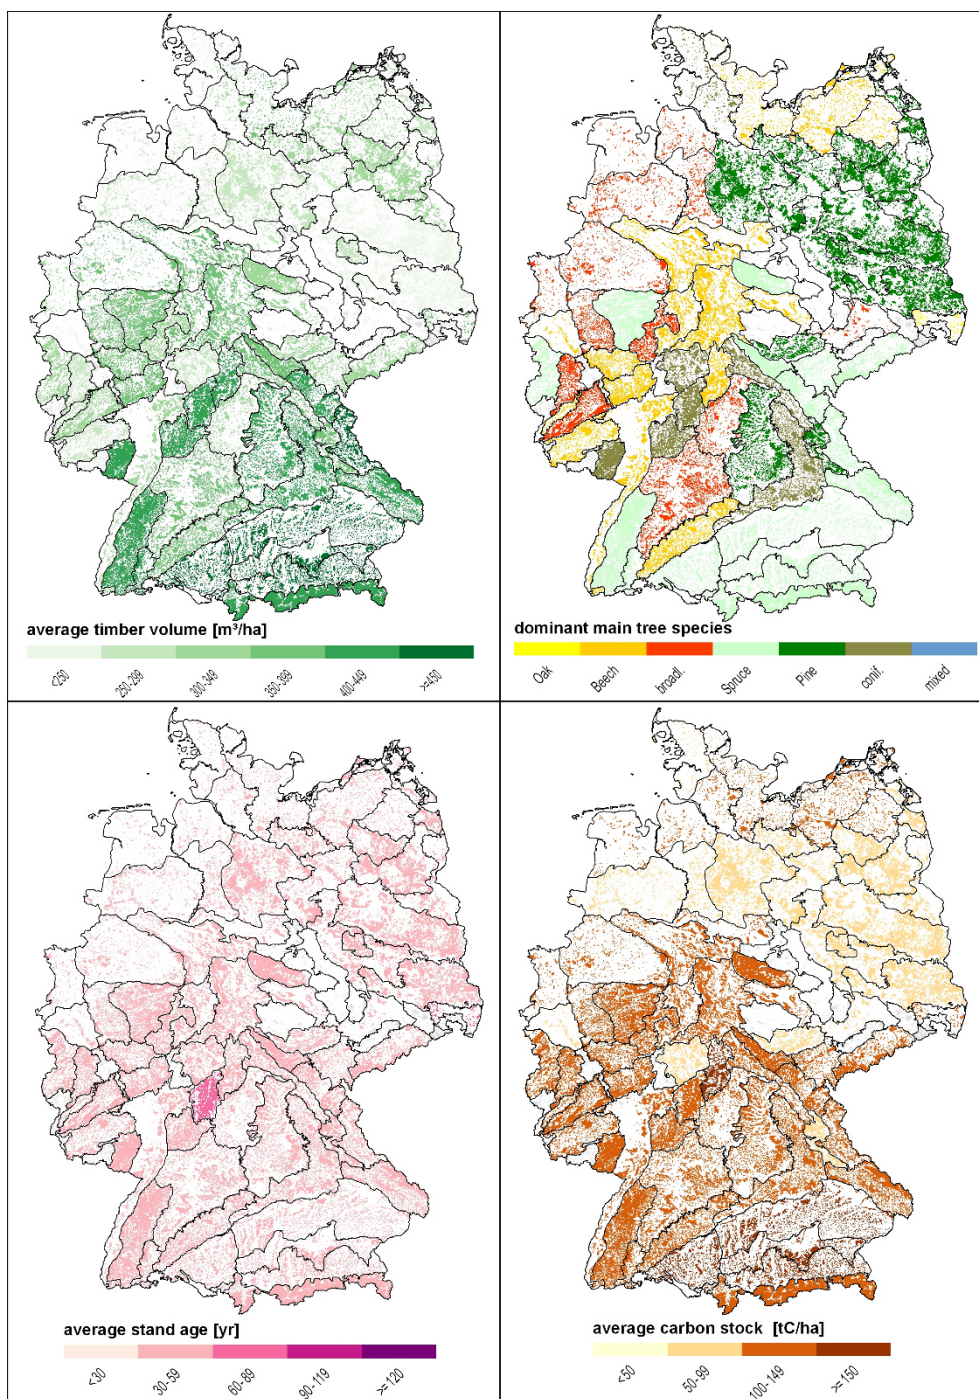 average timber volume [m³/ha]
<250
250-299
300-349
350-399
400-449
>=450
dominant main tree species
Oak
Beech
broadl.
Spruce
Pine
conif.
mixed
average stand age [yr]
<30
30-59
60-89
90-119
>=120
average carbon stock [tC/ha]
<50
50-99
100-149
>=150